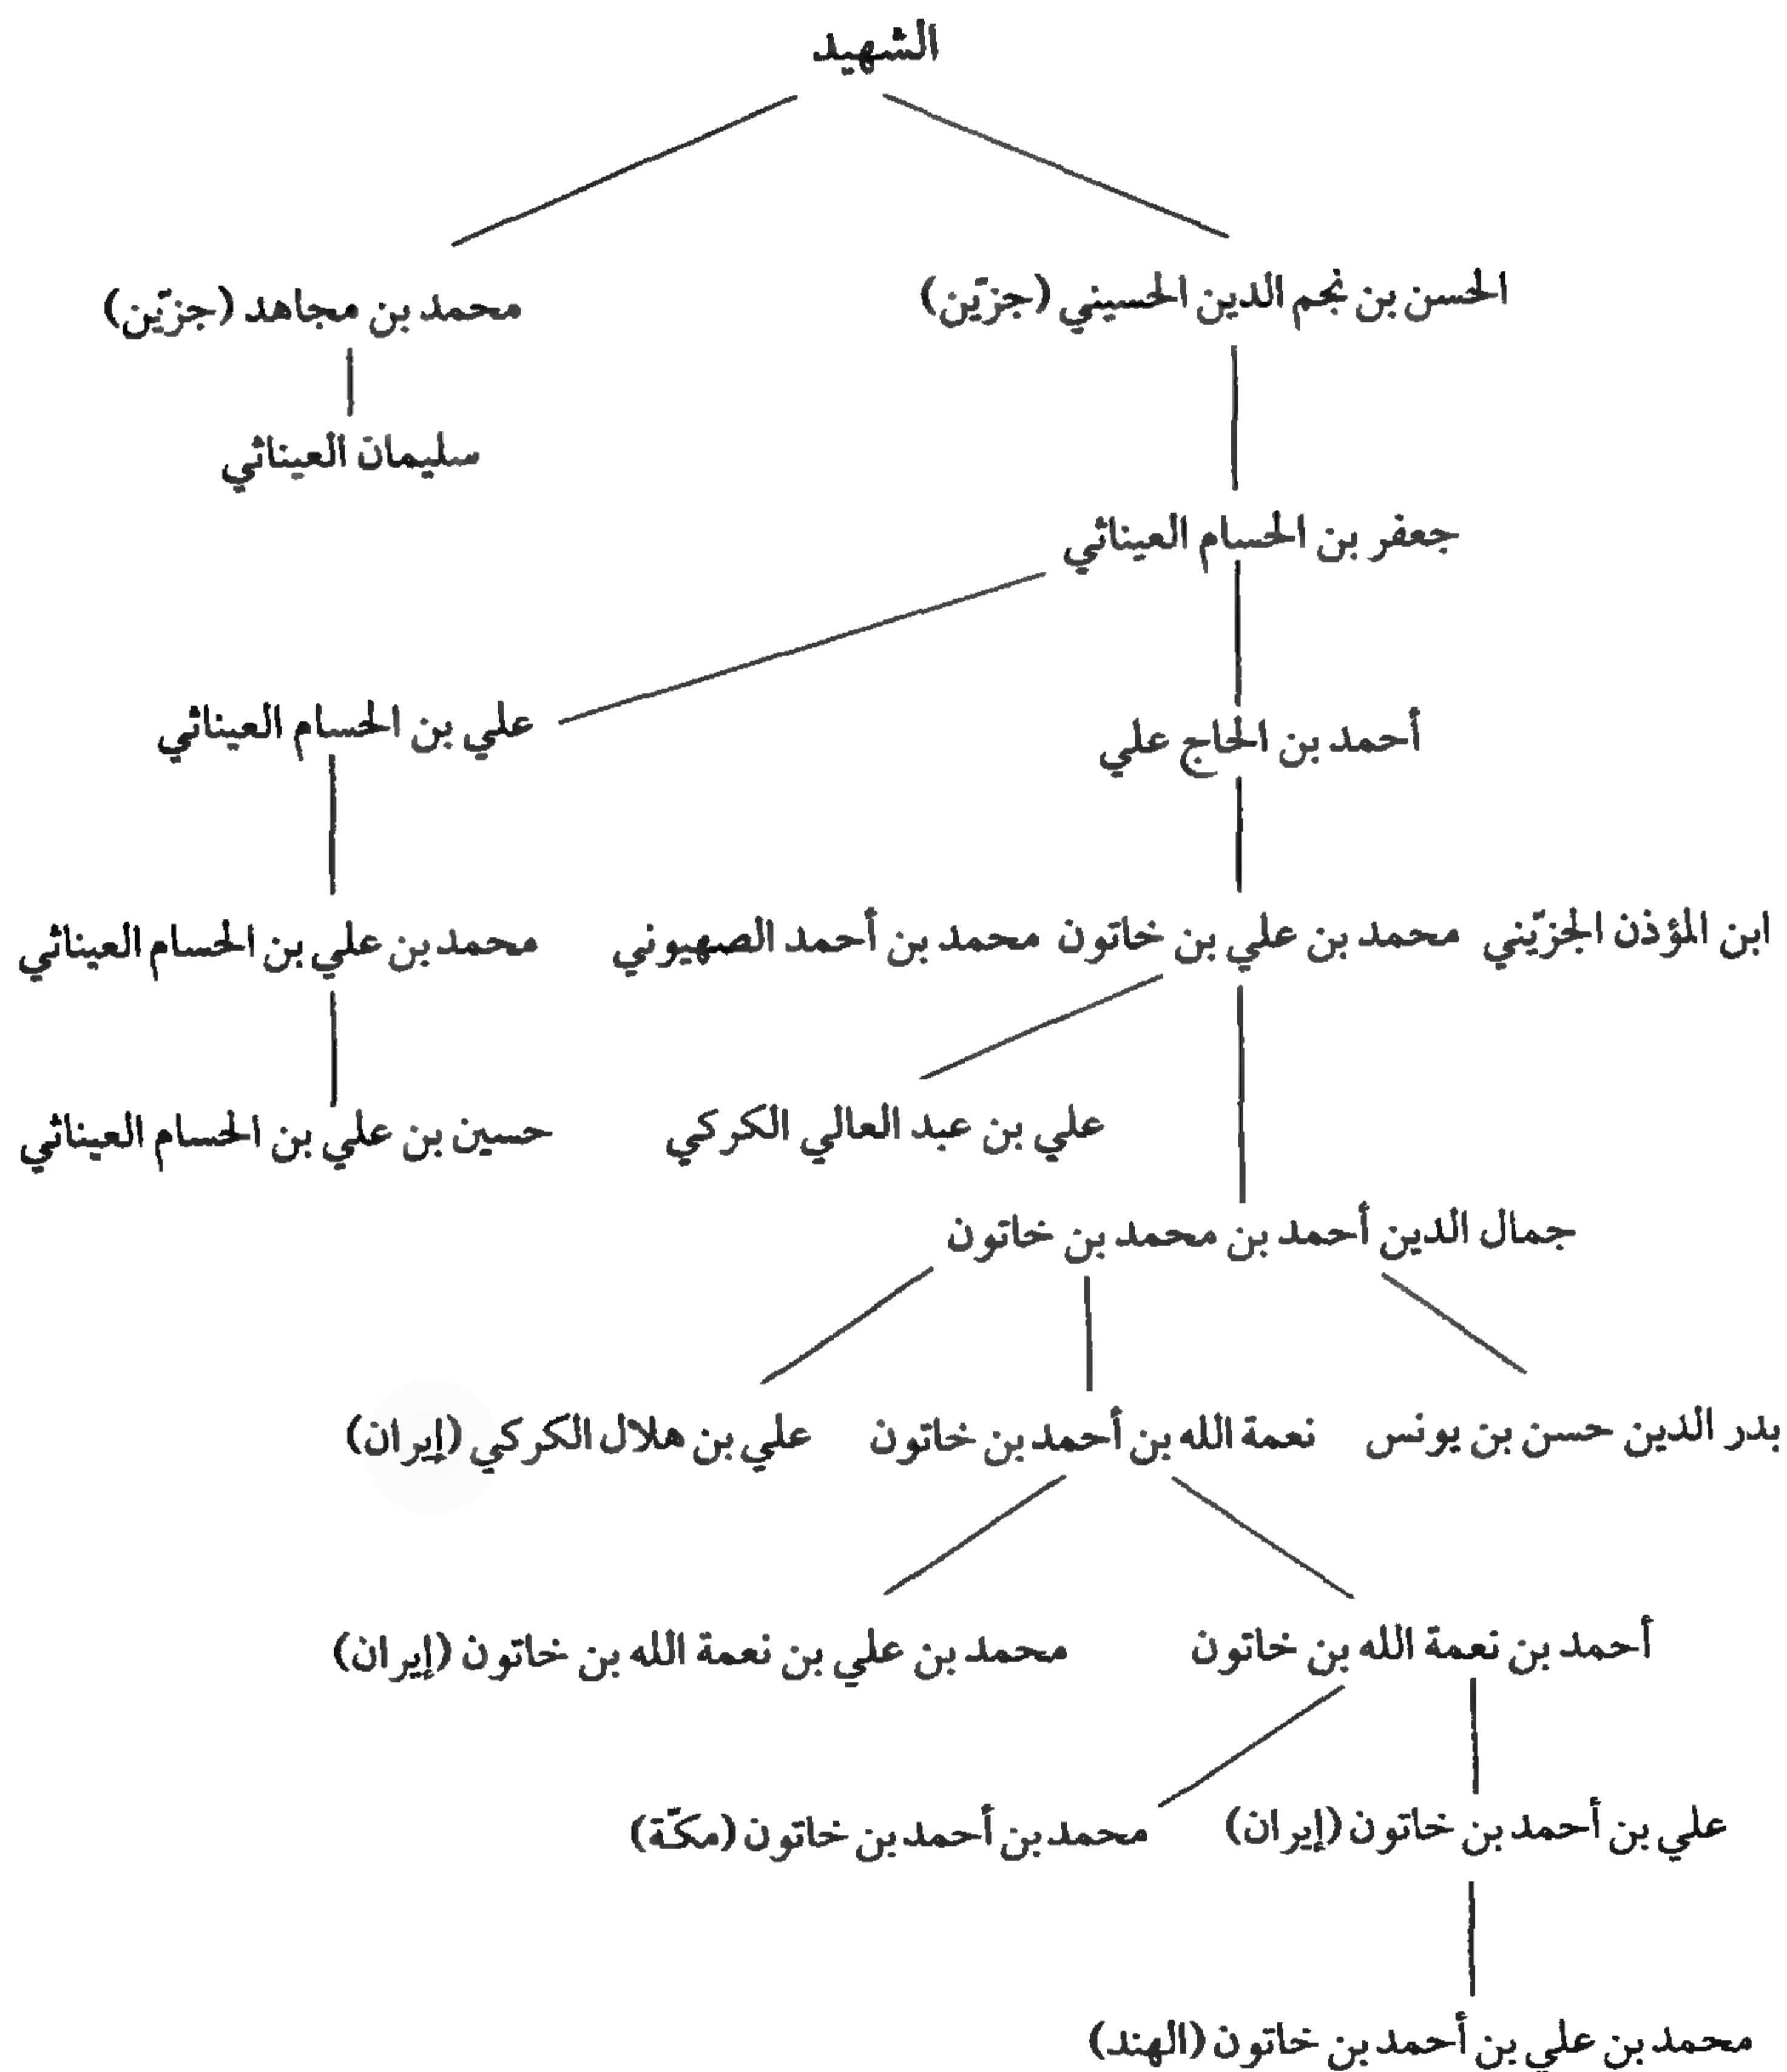 الشهيد
الحسن بن نجم الدين الحسيني (جزّين)
محمد بن مجاهد (جزّين)
سليمان العيناثي
جعفر بن الحسام العيناثي
أحمد بن الحاج علي
علي بن الحسام العيناثي
ابن المؤذن الجزّيني محمد بن علي بن خاتون محمد بن أحمد الصهيوني محمد بن علي بن الحسام العيناثي
علي بن عبد العالي الكركي حسين بن علي بن الحسام العيناثي
جمال الدين أحمد بن محمد بن خاتون
بدر الدين حسن بن يونس نعمة الله بن أحمد بن خاتون علي بن هلال الكركي (إيران)
أحمد بن نعمة الله بن خاتون محمد بن علي بن نعمة الله بن خاتون (إيران)
علي بن أحمد بن خاتون (إيران) محمد بن أحمد بن خاتون (مكّة)
محمد بن علي بن أحمد بن خاتون (الهند)